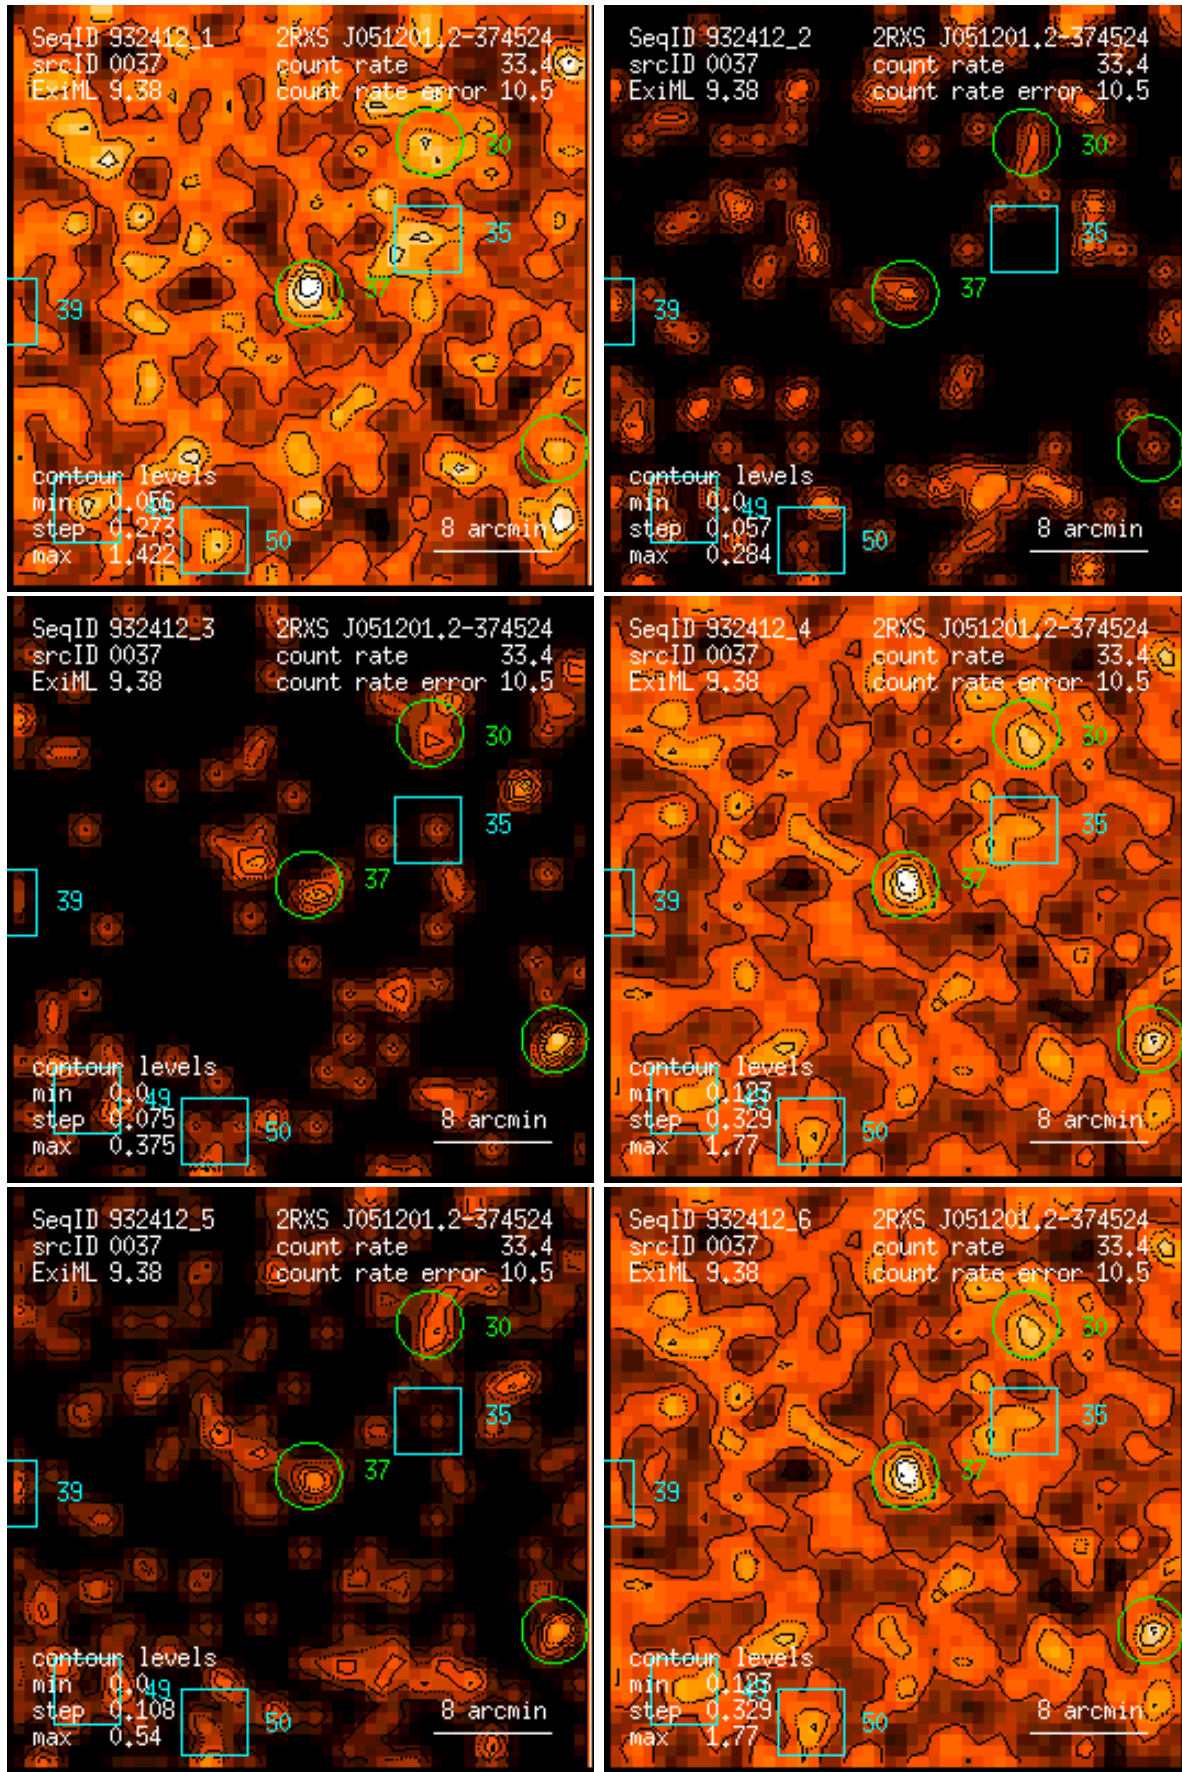 SeqID 932412_1 2RXS J051201.2-374524
srcID 0037 count rate 33.4
ExiML 9.38 count rate error 10.5
30
35
37
39
contour levels
min 0.056
49
step 0.273
8 arcmin
50
max 1.422
SeqID 932412_2 2RXS J051201.2-374524
srcID 0037 count rate 33.4
ExiML 9.38 count rate error 10.5
30
35
37
39
contour levels
min 0.0
49
step 0.057
8 arcmin
50
max 0.284
SeqID 932412_3 2RXS J051201.2-374524
srcID 0037 count rate 33.4
ExiML 9.38 count rate error 10.5
30
35
37
39
contour levels
min 0.0
49
step 0.075
8 arcmin
50
max 0.375
SeqID 932412_4 2RXS J051201.2-374524
srcID 0037 count rate 33.4
ExiML 9.38 count rate error 10.5
30
35
37
39
contour levels
min 0.123
49
step 0.329
8 arcmin
50
max 1.77
SeqID 932412_5 2RXS J051201.2-374524
srcID 0037 count rate 33.4
ExiML 9.38 count rate error 10.5
30
35
37
39
contour levels
min 0.0
49
step 0.108
8 arcmin
50
max 0.54
SeqID 932412_6 2RXS J051201.2-374524
srcID 0037 count rate 33.4
ExiML 9.38 count rate error 10.5
30
35
37
39
contour levels
min 0.123
49
step 0.329
8 arcmin
50
max 1.77